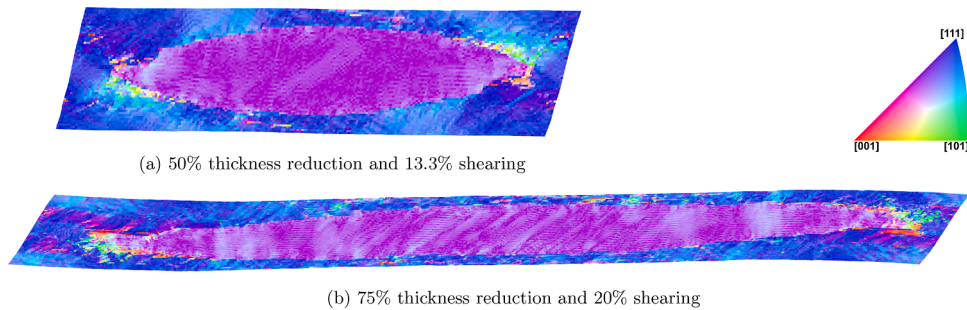 [111]
[001]
[101]
(a) 50% thickness reduction and 13.3% shearing
(b) 75% thickness reduction and 20% shearing